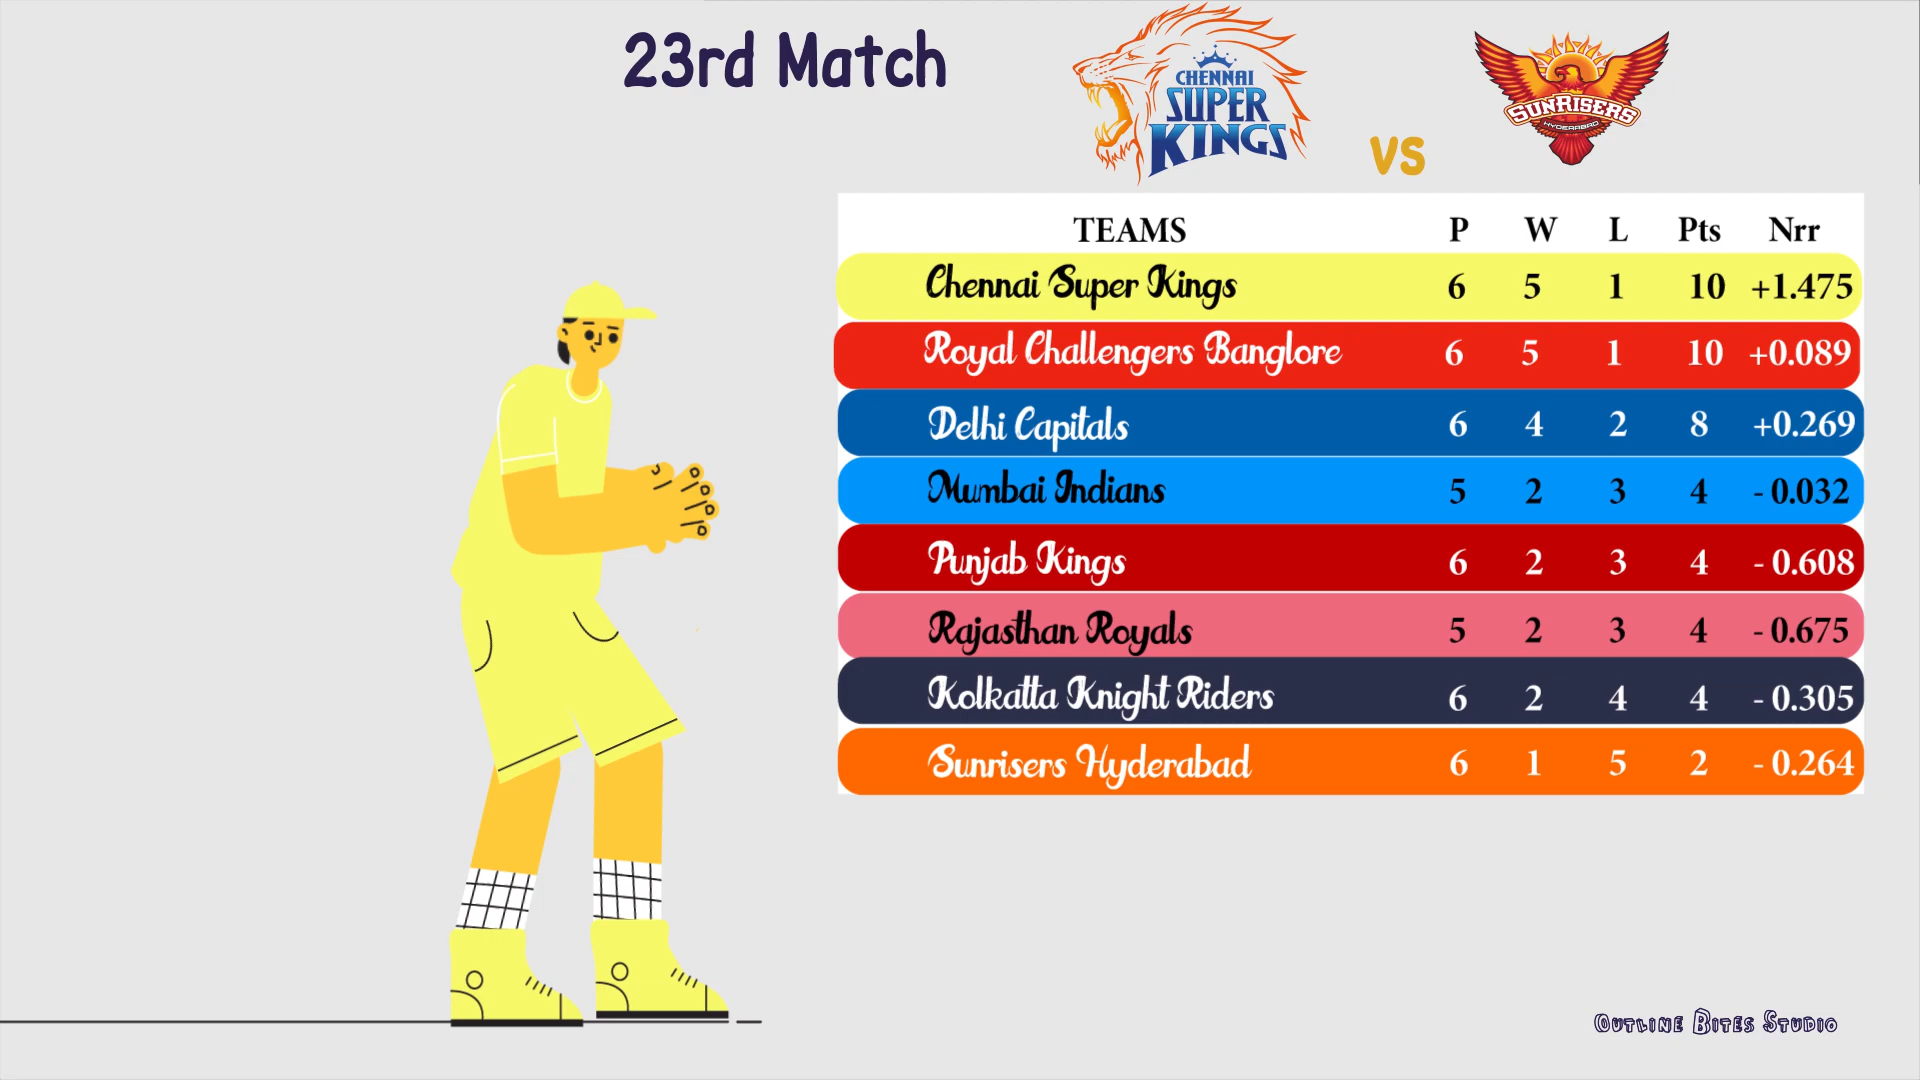 23rd Match
CHENNAI
SUPER
KINGS
VS
SUNRISERS
HYDERABAD
TEAMS P W L Pts Nrr
Chennai Super Kings 6 5 1 10 +1.475
Royal Challengers Banglore 6 5 1 10 +0.089
Delhi Capitals 6 4 2 8 +0.269
Mumbai Indians 5 2 3 4 - 0.032
Punjab Kings 6 2 3 4 - 0.608
Rajasthan Royals 5 2 3 4 - 0.675
Kolkatta Knight Riders 6 2 4 4 - 0.305
Sunrisers Hyderabad 6 1 5 2 - 0.264
Outline Bites Studio